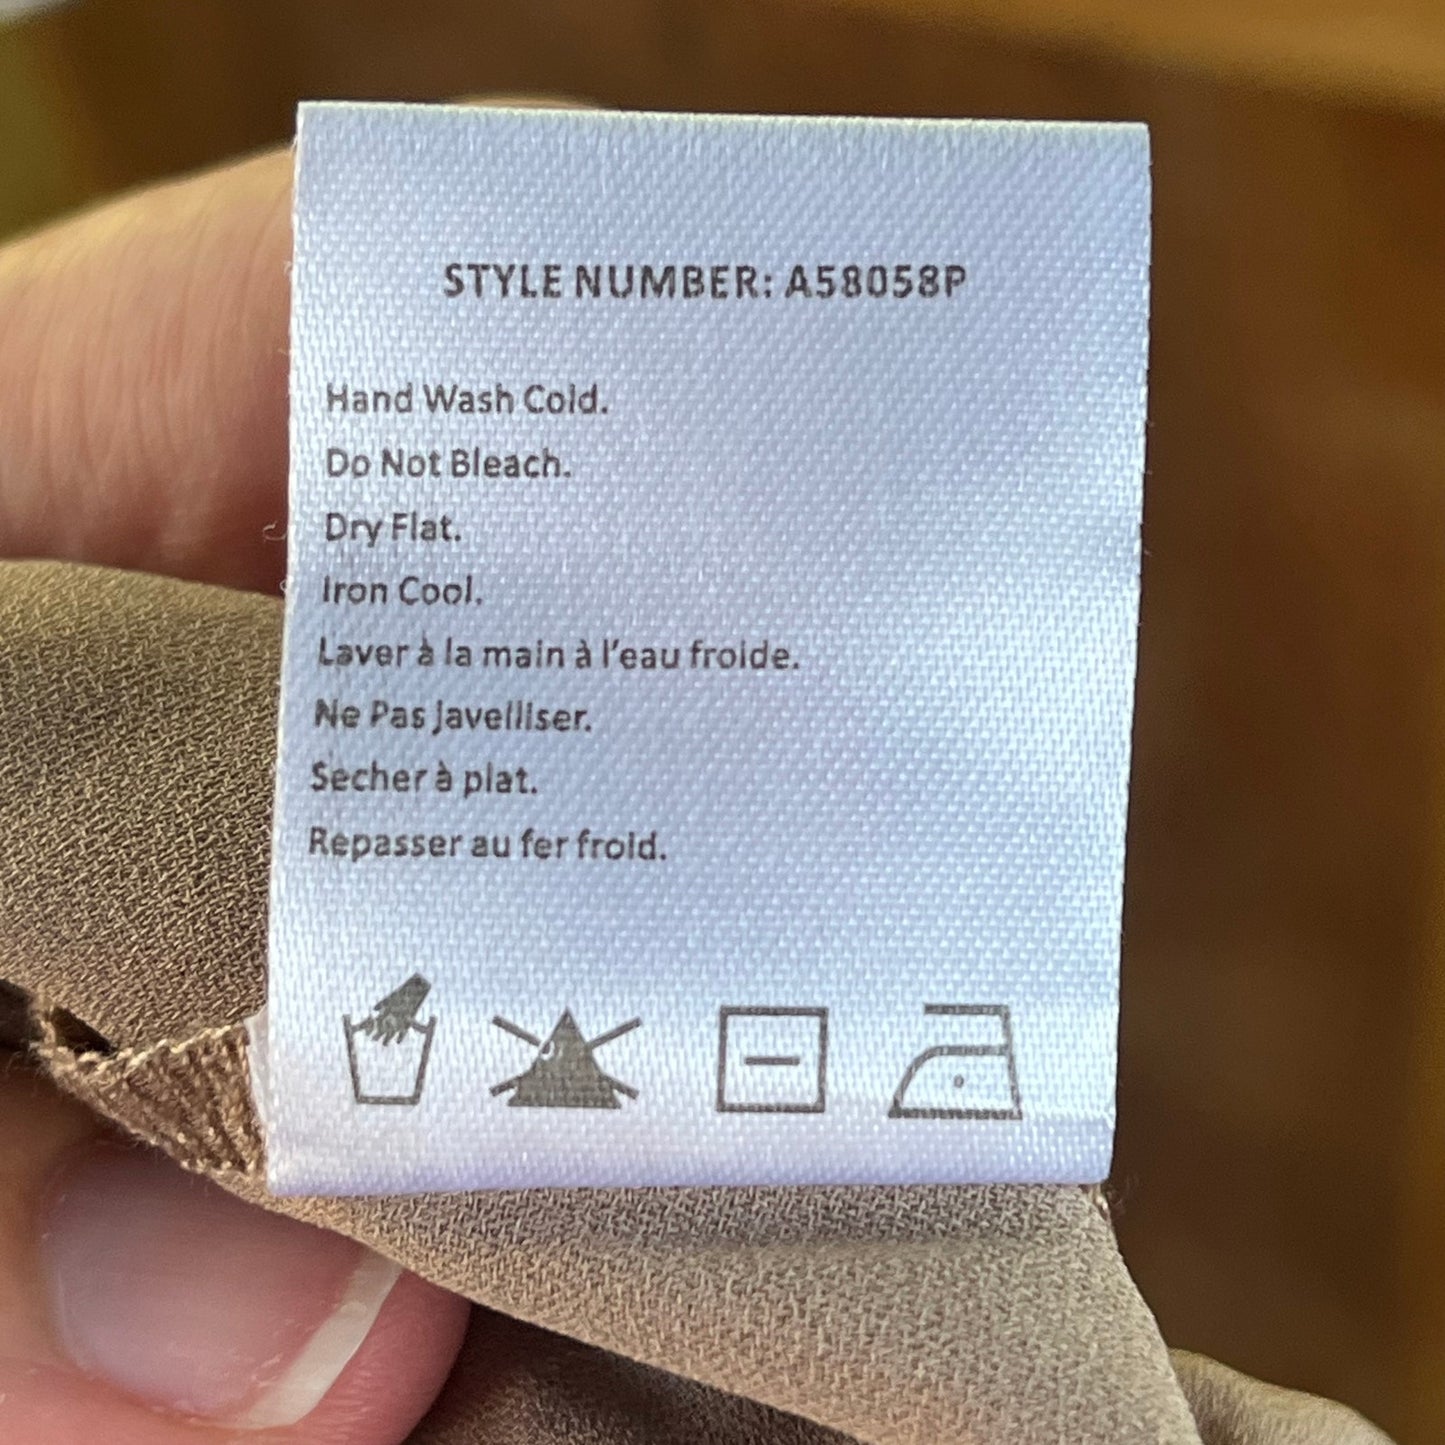 STYLE NUMBER: A58058P
Hand Wash Cold.
Do Not Bleach.
Dry Flat.
Iron Cool.
Laver à la main à l'eau froide.
Ne Pas Javelliser.
Secher à plat.
Repasser au fer froid.